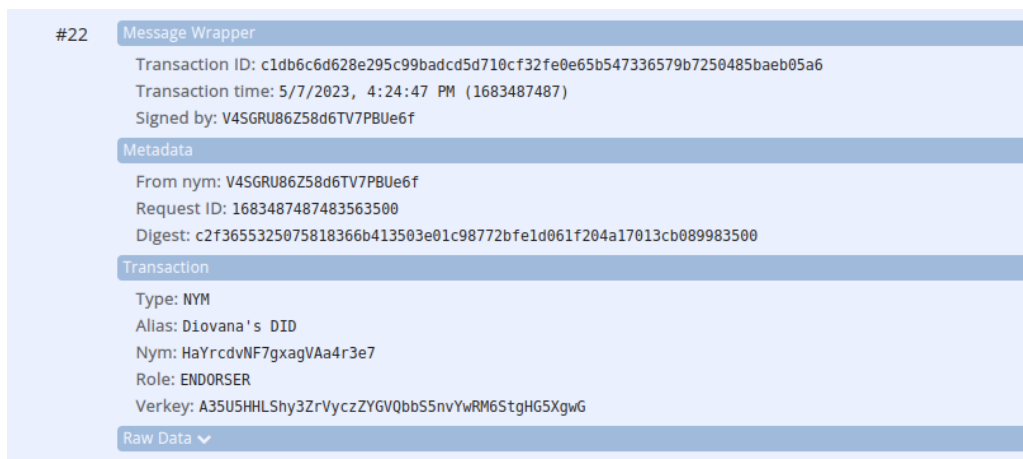 #22 Message Wrapper
Transaction ID: c1db6c6d628e295c99badcd5d710cf32fe0e65b547336579b7250485baeb05a6
Transaction time: 5/7/2023, 4:24:47 PM (1683487487)
Signed by: V4SGRU86Z58d6TV7PBUe6f
Metadata
From nym: V4SGRU86Z58d6TV7PBUe6f
Request ID: 1683487487483563500
Digest: c2f3655325075818366b413503e01c98772bfe1d061f204a17013cb089983500
Transaction
Type: NYM
Alias: Diovana's DID
Nym: HaYrcdvNF7gxagVAa4r3e7
Role: ENDORSER
Verkey: A35U5HHLShy3ZrVyczZYGVQbbS5nvYwRM6StgHG5XgwG
Raw Data